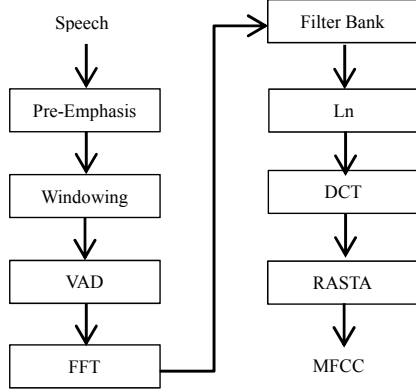 Speech
Pre-Emphasis
Windowing
VAD
FFT
Filter Bank
Ln
DCT
RASTA
MFCC